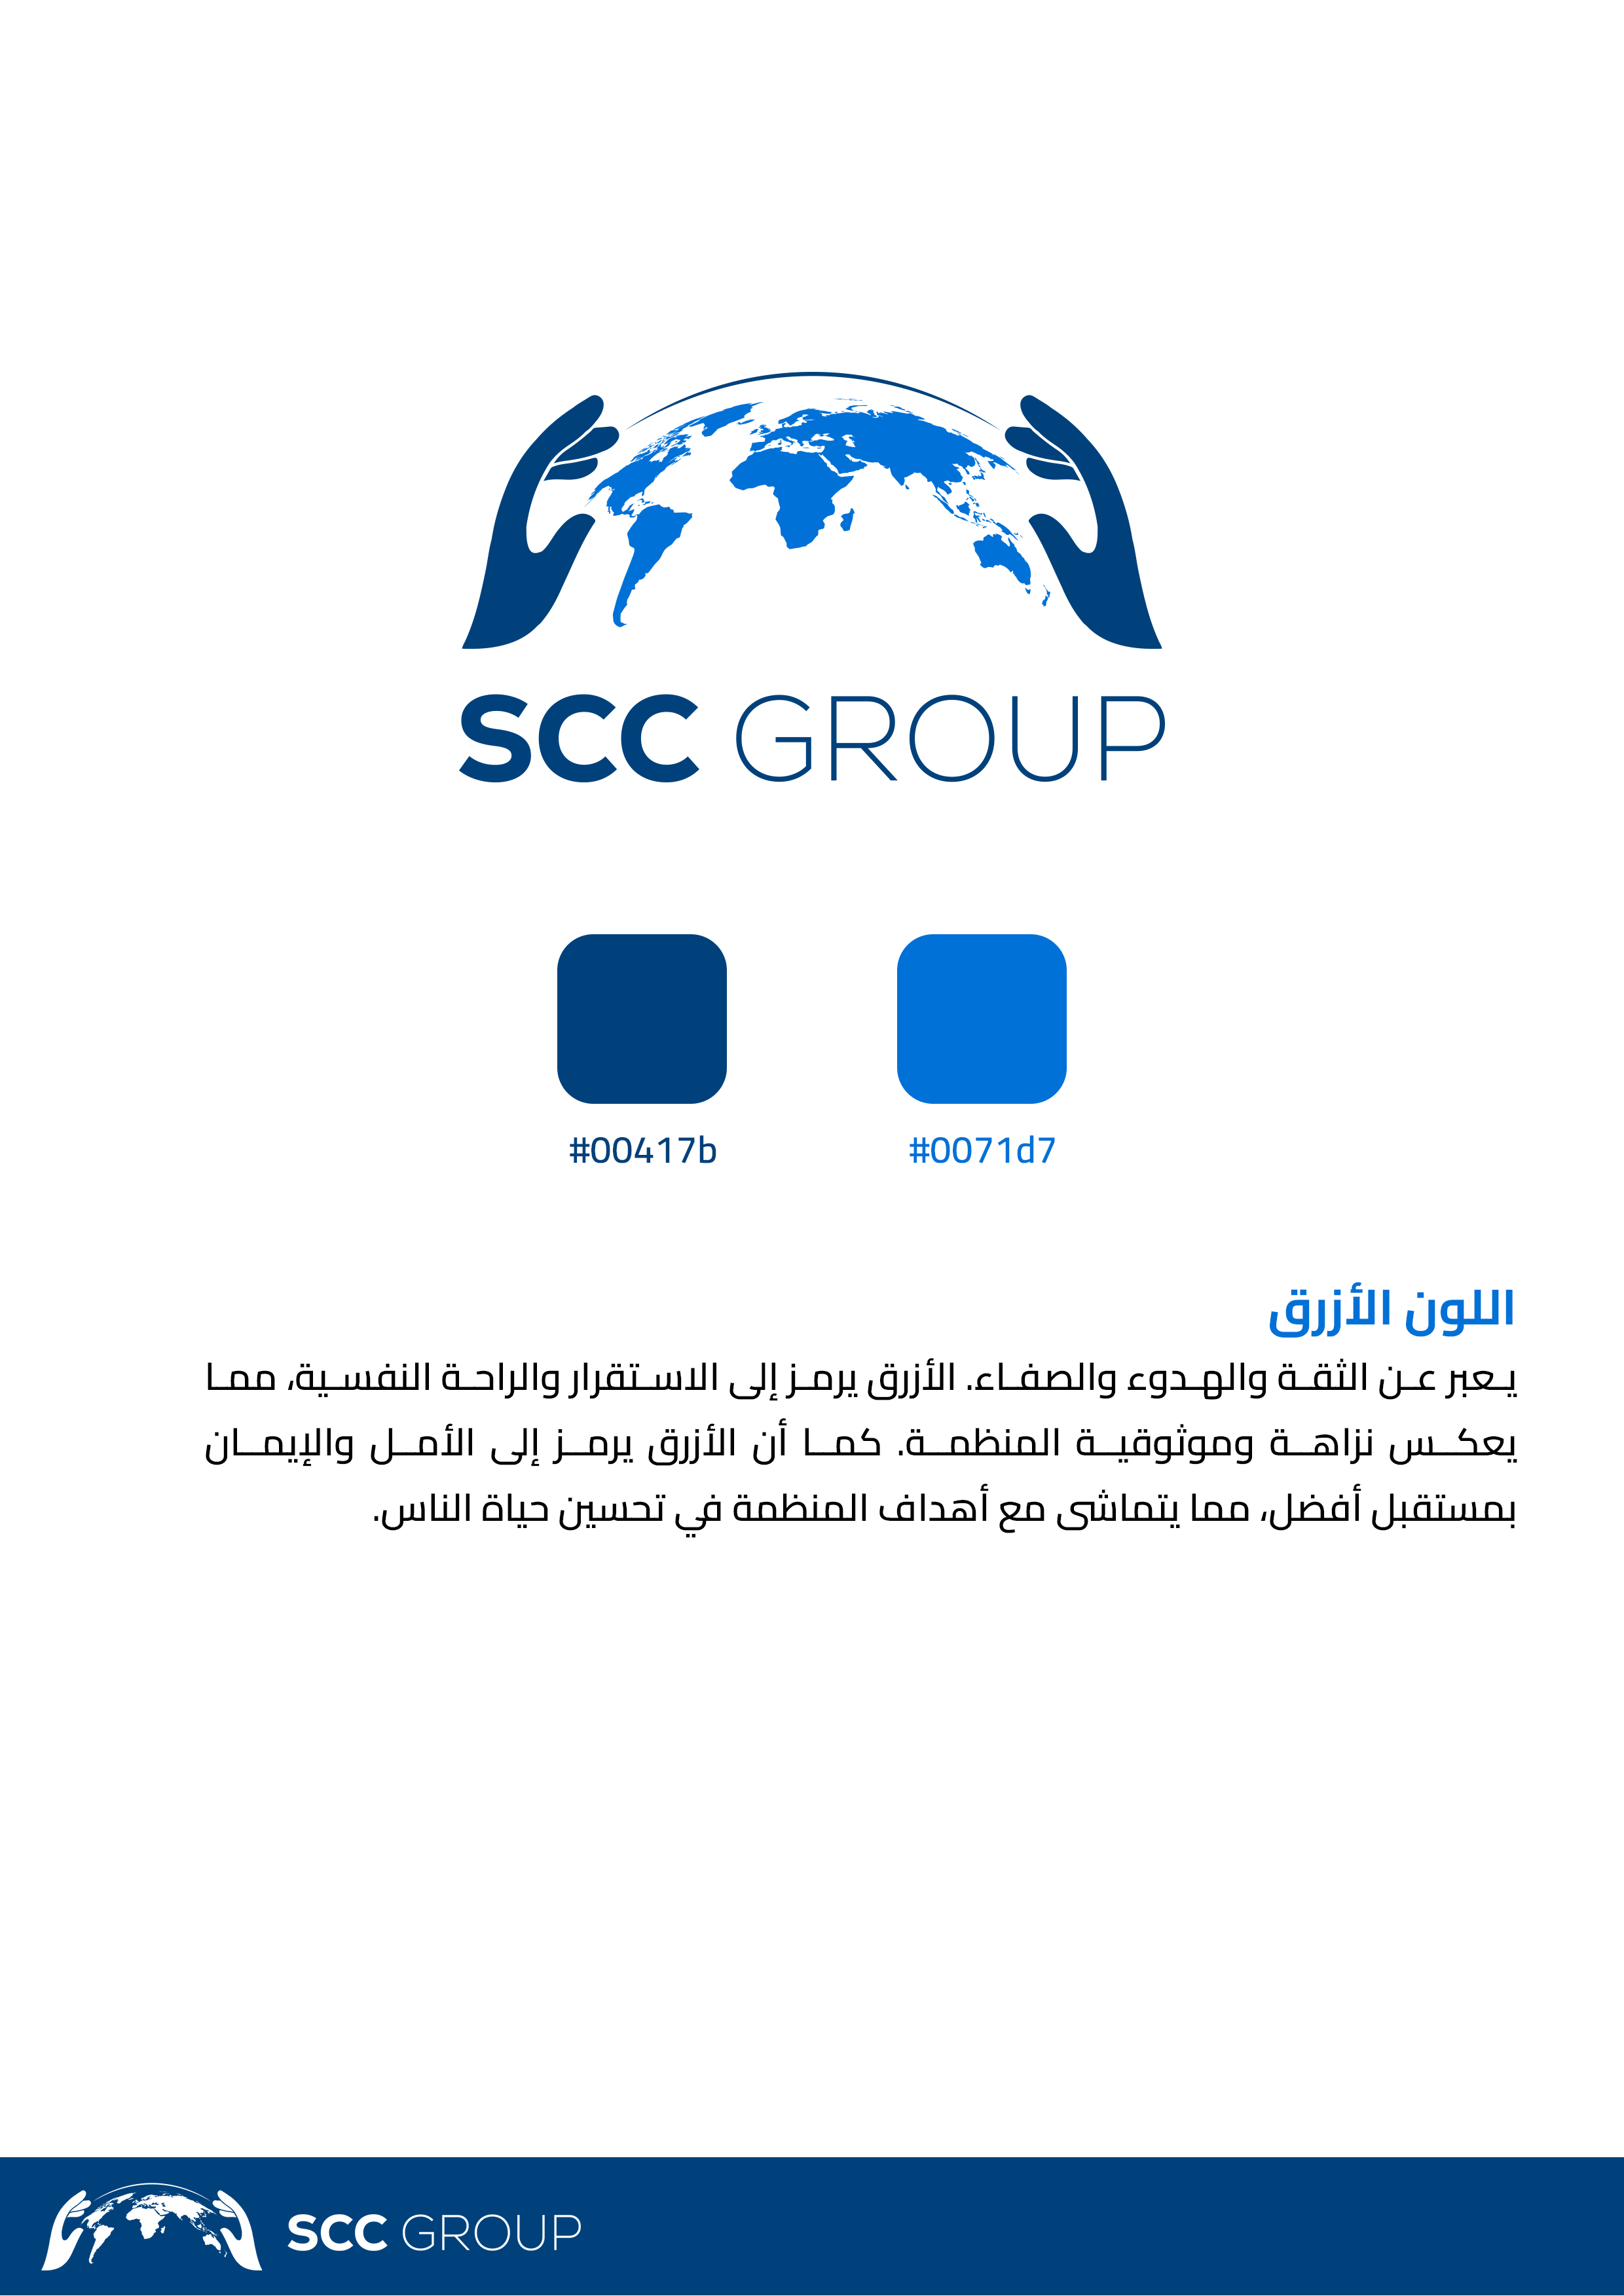 SCC GROUP
#00417b
#0071d7
اللون الأزرق
يعبر عن الثقة والهدوء والصفاء. الأزرق يرمز إلى الاستقرار والراحة النفسية، مما
يعكس نزاهة وموثوقية المنظمة. كما أن الأزرق يرمز إلى الأمل والإيمان
بمستقبل أفضل، مما يتماشى مع أهداف المنظمة في تحسين حياة الناس.
SCC GROUP